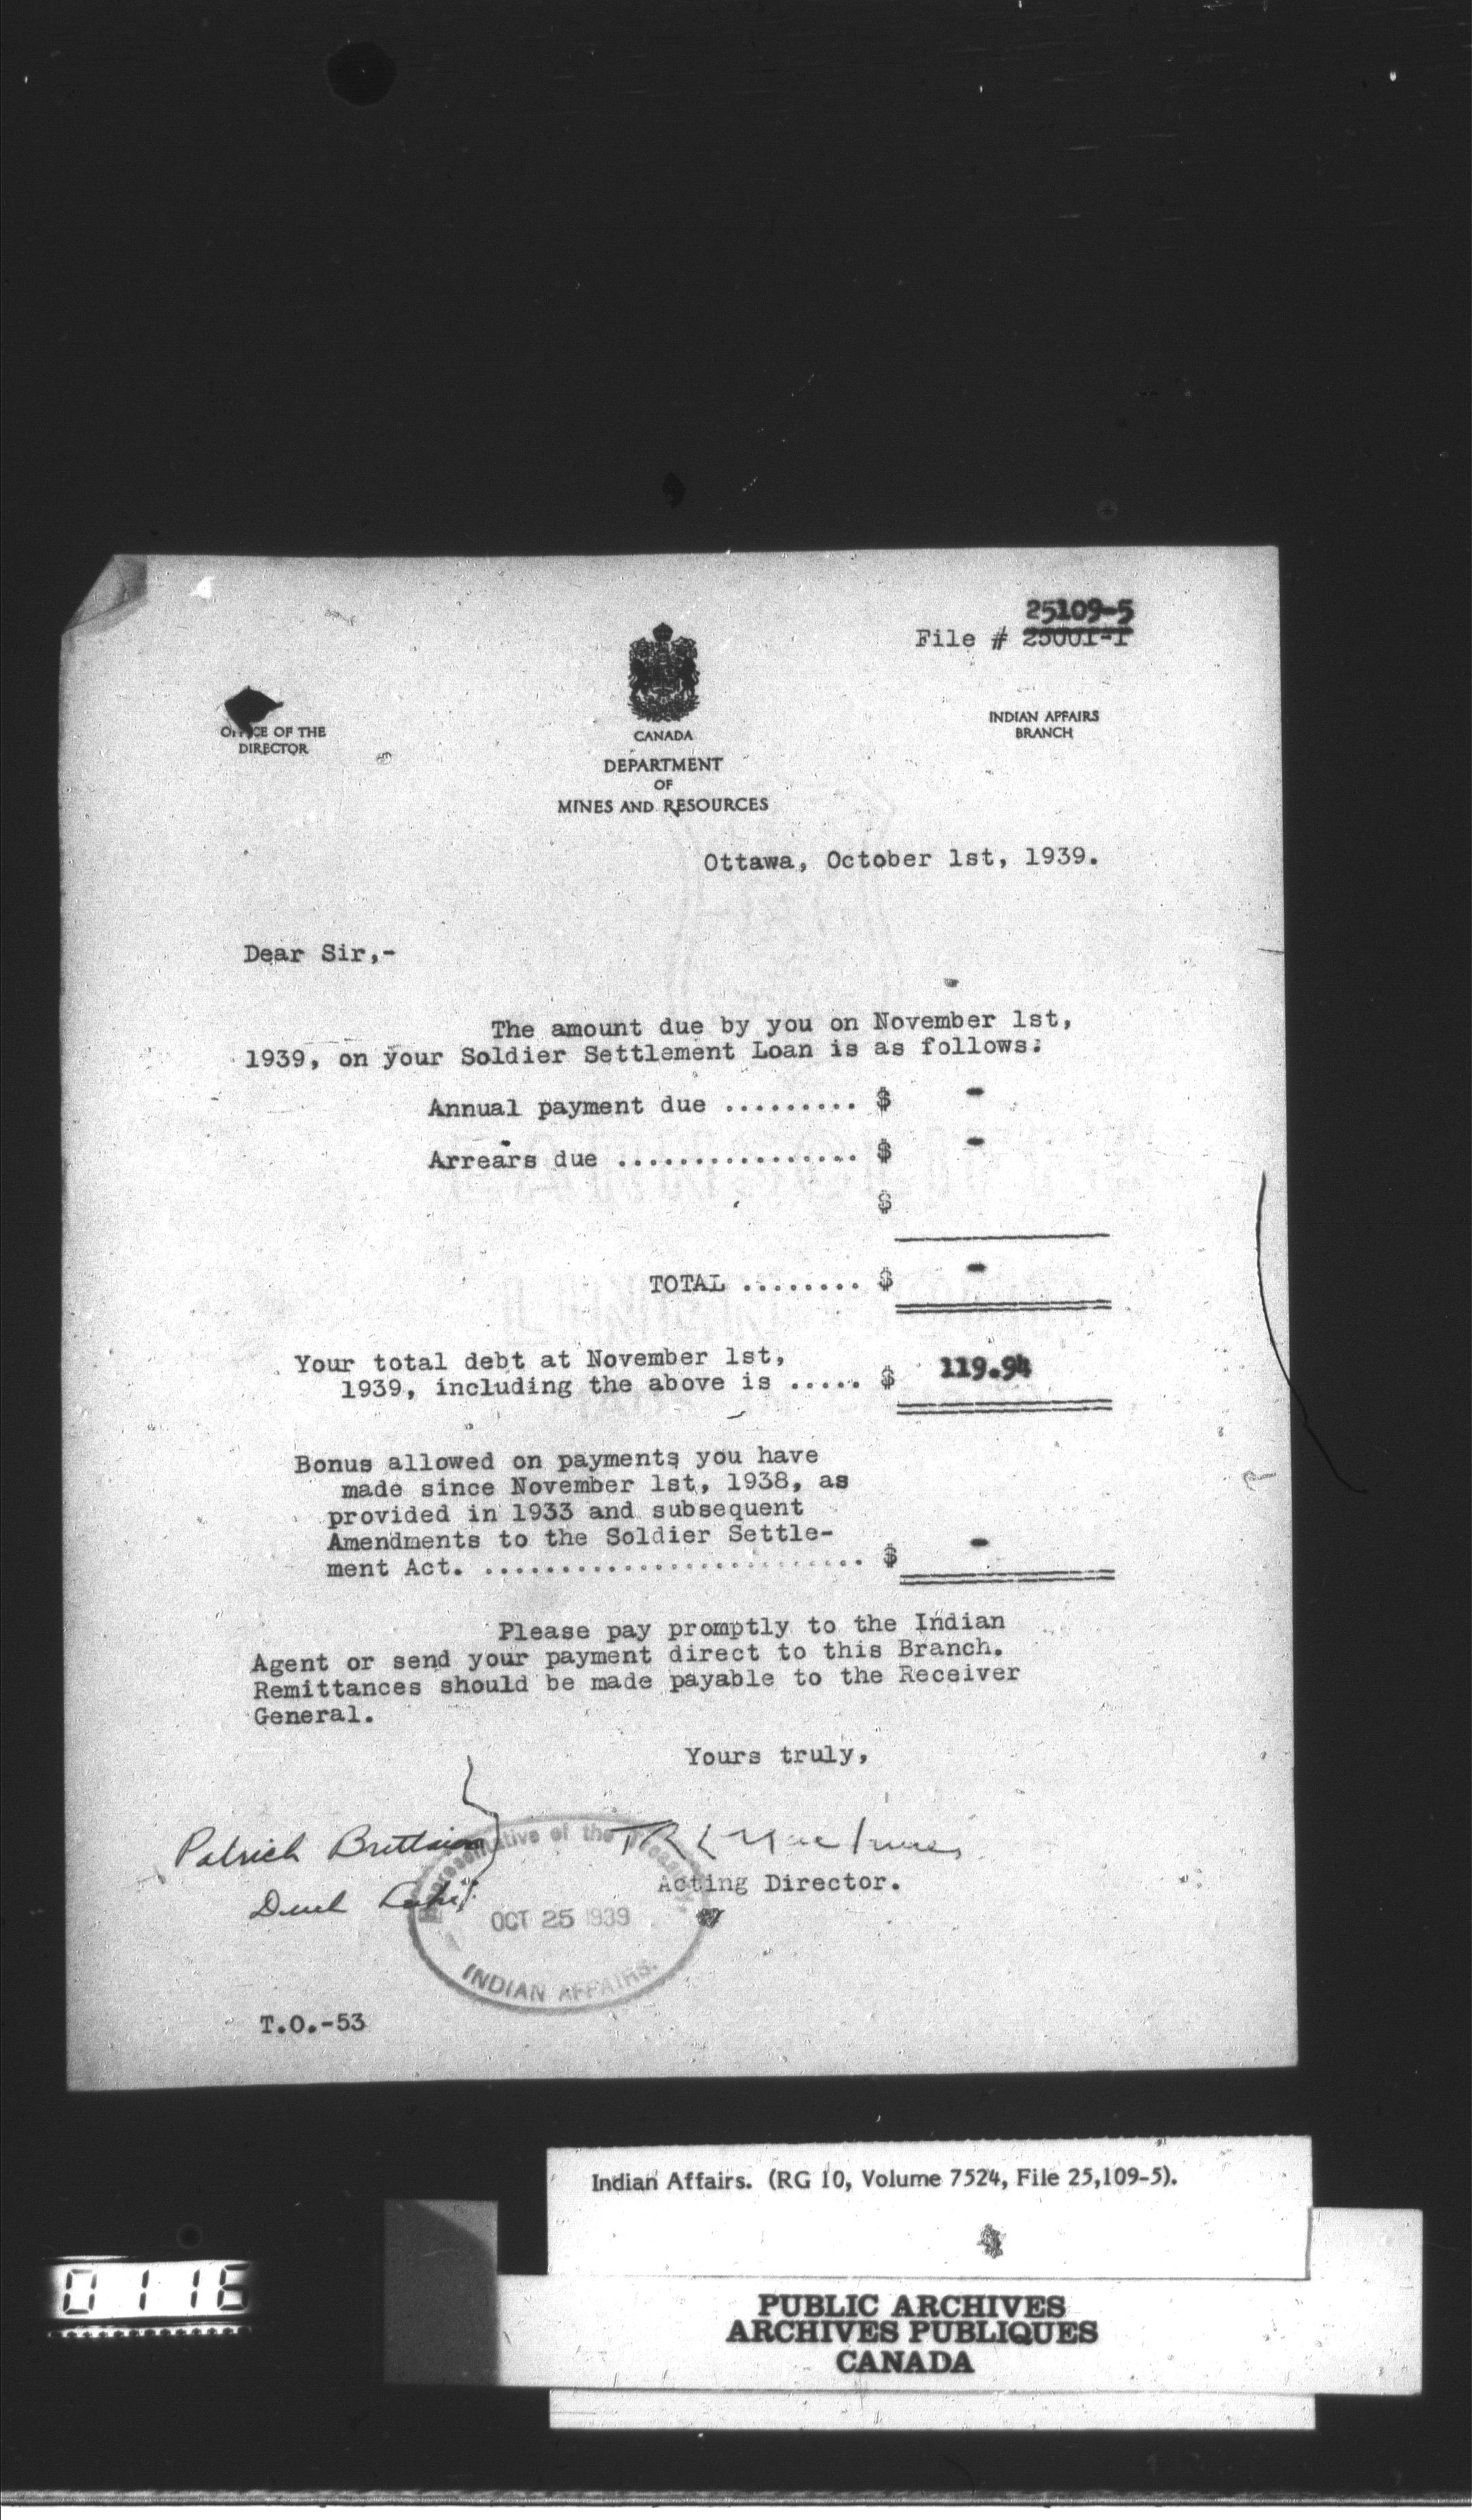 25109-5
File # 25001-1
OFFICE OF THE
DIRECTOR
CANADA
DEPARTMENT
OF
MINES AND RESOURCES
INDIAN AFFAIRS
BRANCH
Ottawa, October 1st, 1939.
Dear Sir,-
The amount due by you on November 1st,
1939, on your Soldier Settlement Loan is as follows:
Annual payment due ......... $ -
Arrears due ................ $ -
$
TOTAL ........ $ -
Your total debt at November 1st,
1939, including the above is ..... $ 119.94
Bonus allowed on payments you have
made since November 1st, 1938, as
provided in 1933 and subsequent
Amendments to the Soldier Settle-
ment Act. ......................... $ -
Please pay promptly to the Indian
Agent or send your payment direct to this Branch.
Remittances should be made payable to the Receiver
General.
Yours truly,
Acting Director.
Patrick Brittain
Duck
Representative of the Treasury
OCT 25 1939
INDIAN AFFAIRS.
T.O.-53
Indian Affairs. (RG 10, Volume 7524, File 25,109-5).
0116
PUBLIC ARCHIVES
ARCHIVES PUBLIQUES
CANADA